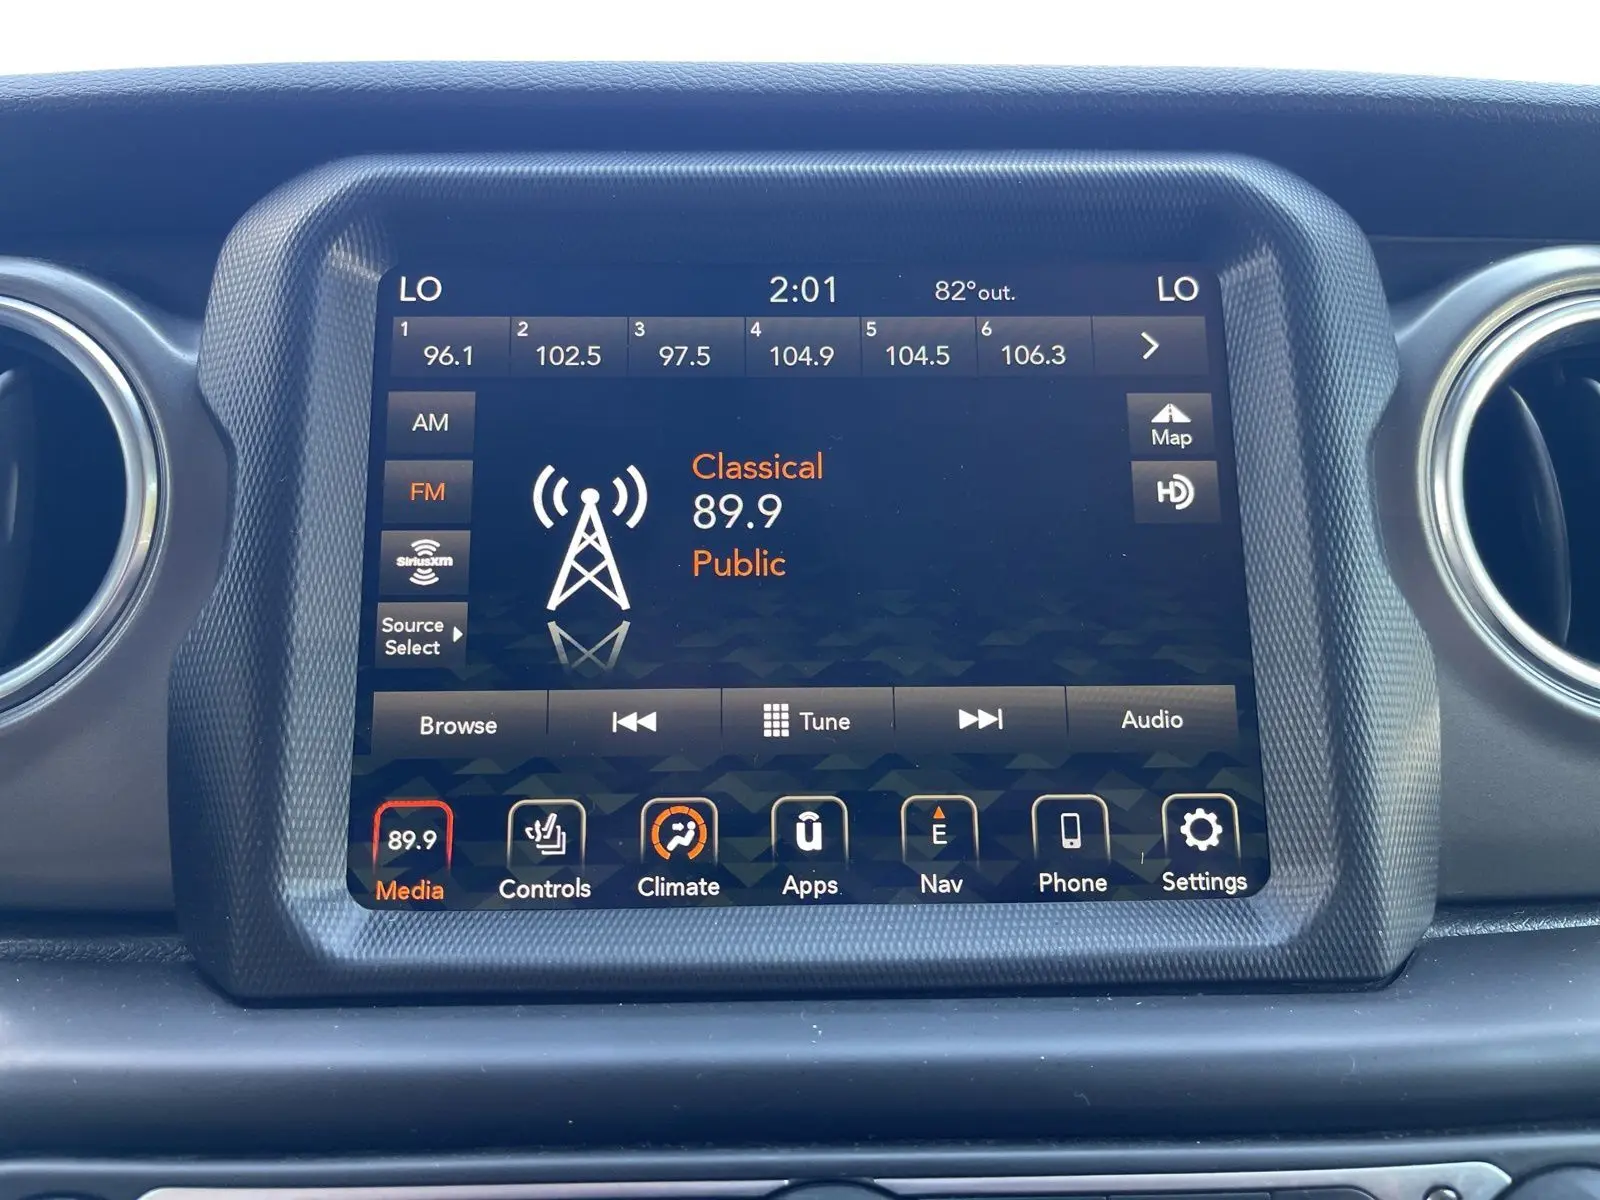 LO 2:01 82°out. LO
1 96.1 2 102.5 3 97.5 4 104.9 5 104.5 6 106.3
AM
Map
Classical
FM
89.9
HD
Public
SiriusXM
Source
Select
Browse Tune Audio
89.9 u E
Media Controls Climate Apps Nav Phone Settings